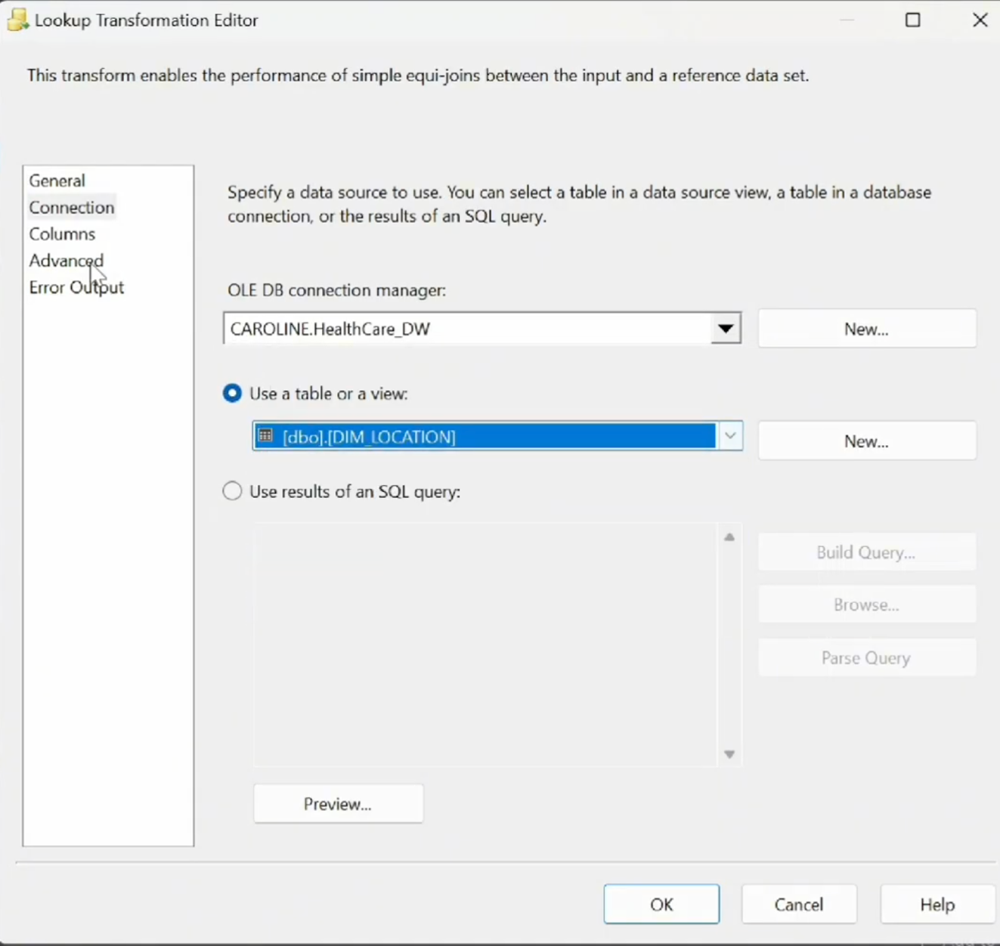 Lookup Transformation Editor
This transform enables the performance of simple equi-joins between the input and a reference data set.
General
Connection
Columns
Advanced
Error Output
Specify a data source to use. You can select a table in a data source view, a table in a database
connection, or the results of an SQL query.
OLE DB connection manager:
CAROLINE.HealthCare_DW
New...
Use a table or a view:
[dbo].[DIM_LOCATION]
New...
Use results of an SQL query:
Build Query...
Browse...
Parse Query
Preview...
OK
Cancel
Help